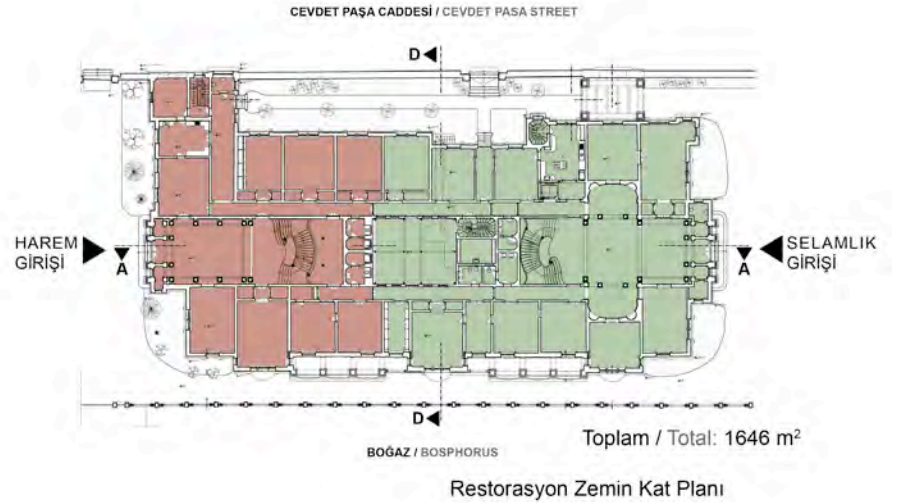 CEVDET PAŞA CADDESİ / CEVDET PASA STREET
D
HAREM
GİRİŞİ
A
SELAMLIK
GİRİŞİ
A
D
BOĞAZ / BOSPHORUS
Toplam / Total: 1646 m²
Restorasyon Zemin Kat Planı